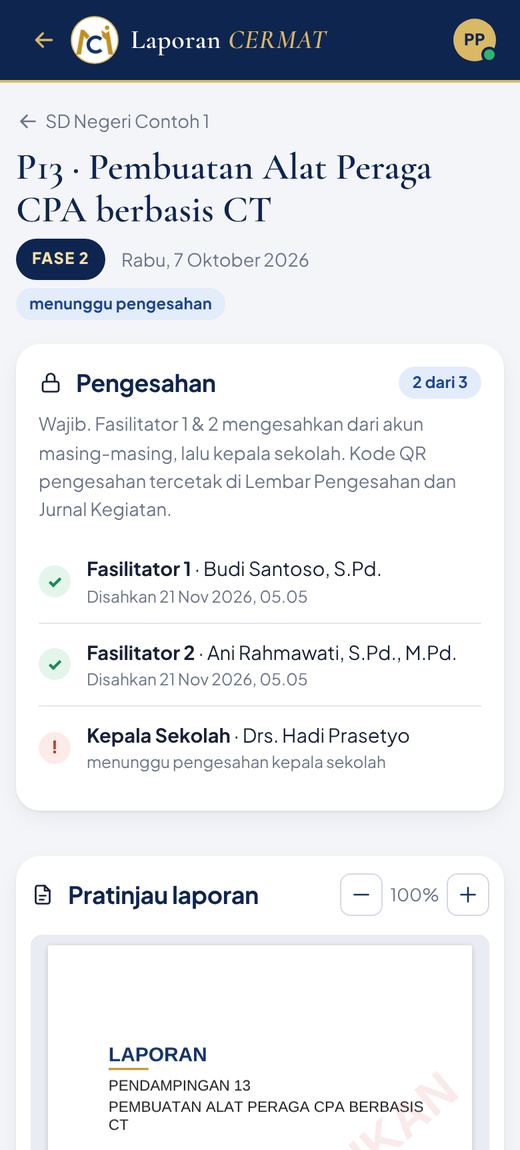 Laporan CERMAT
PP
← SD Negeri Contoh 1
P13 · Pembuatan Alat Peraga
CPA berbasis CT
FASE 2
Rabu, 7 Oktober 2026
menunggu pengesahan
Pengesahan
2 dari 3
Wajib. Fasilitator 1 & 2 mengesahkan dari akun
masing-masing, lalu kepala sekolah. Kode QR
pengesahan tercetak di Lembar Pengesahan dan
Jurnal Kegiatan.
Fasilitator 1 · Budi Santoso, S.Pd.
Disahkan 21 Nov 2026, 05.05
Fasilitator 2 · Ani Rahmawati, S.Pd., M.Pd.
Disahkan 21 Nov 2026, 05.05
! Kepala Sekolah · Drs. Hadi Prasetyo
menunggu pengesahan kepala sekolah
Pratinjau laporan
− 100% +
LAPORAN
PENDAMPINGAN 13
PEMBUATAN ALAT PERAGA CPA BERBASIS
CT